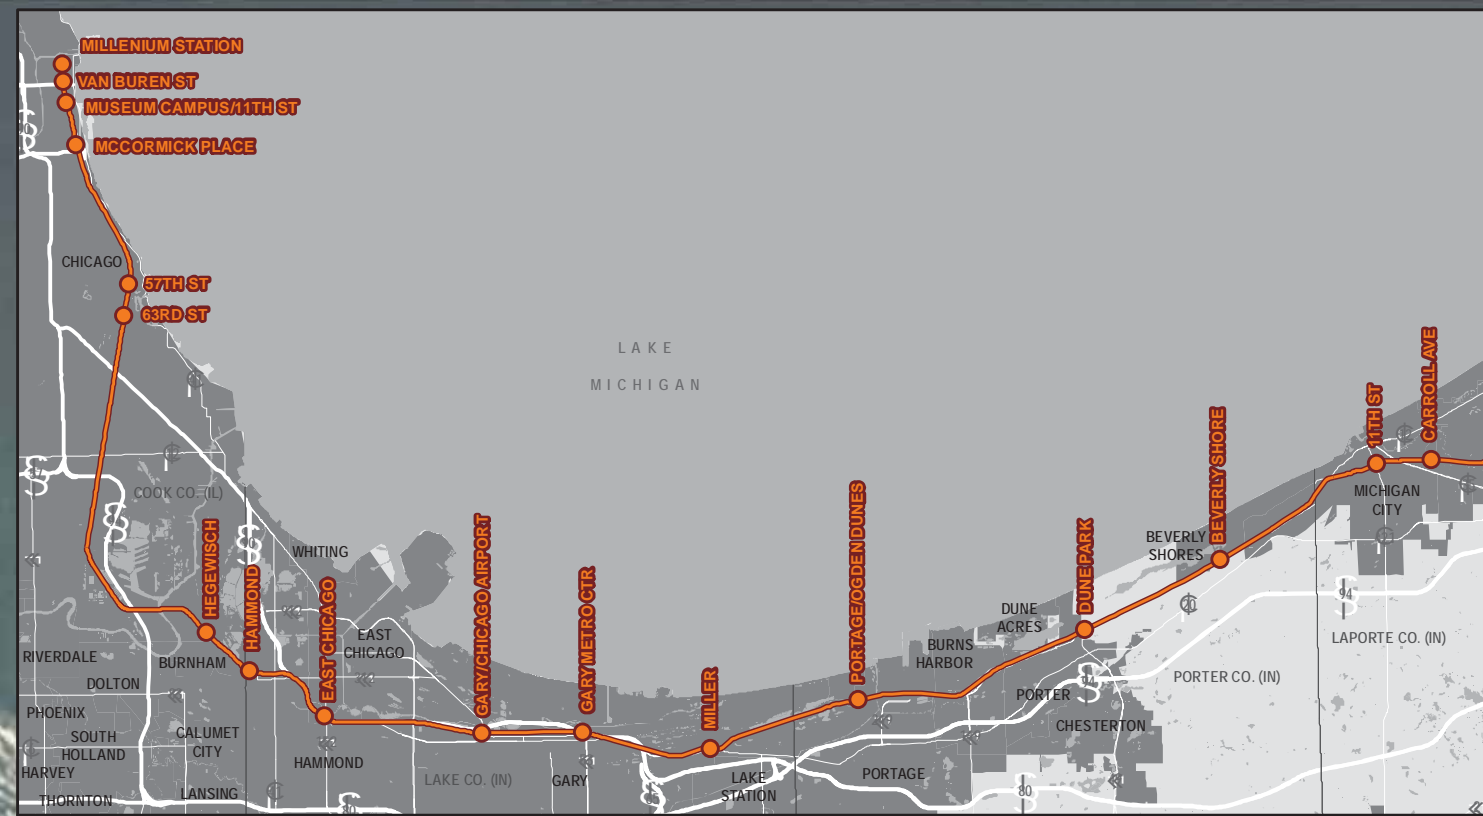 MILLENIUM STATION
VAN BUREN ST
MUSEUM CAMPUS/11TH ST
MCCORMICK PLACE
CHICAGO
57TH ST
63RD ST
LAKE
MICHIGAN
COOK CO. (IL)
HEGEWISCH
HAMMOND
WHITING
EAST CHICAGO
EAST
CHICAGO
GARY/CHICAGO AIRPORT
GARY METRO CTR
MILLER
PORTAGE/OGDEN DUNES
DUNE PARK
BEVERLY SHORE
11TH ST
CARROLL AVE
MICHIGAN
CITY
BEVERLY
SHORES
DUNE
ACRES
BURNS
HARBOR
20
94
LAPORTE CO. (IN)
PORTER CO. (IN)
PORTER
CHESTERTON
RIVERDALE
BURNHAM
DOLTON
PHOENIX
SOUTH
HOLLAND
CALUMET
CITY
HARVEY
THORNTON
LANSING
HAMMOND
LAKE CO. (IN)
GARY
LAKE
STATION
PORTAGE
80